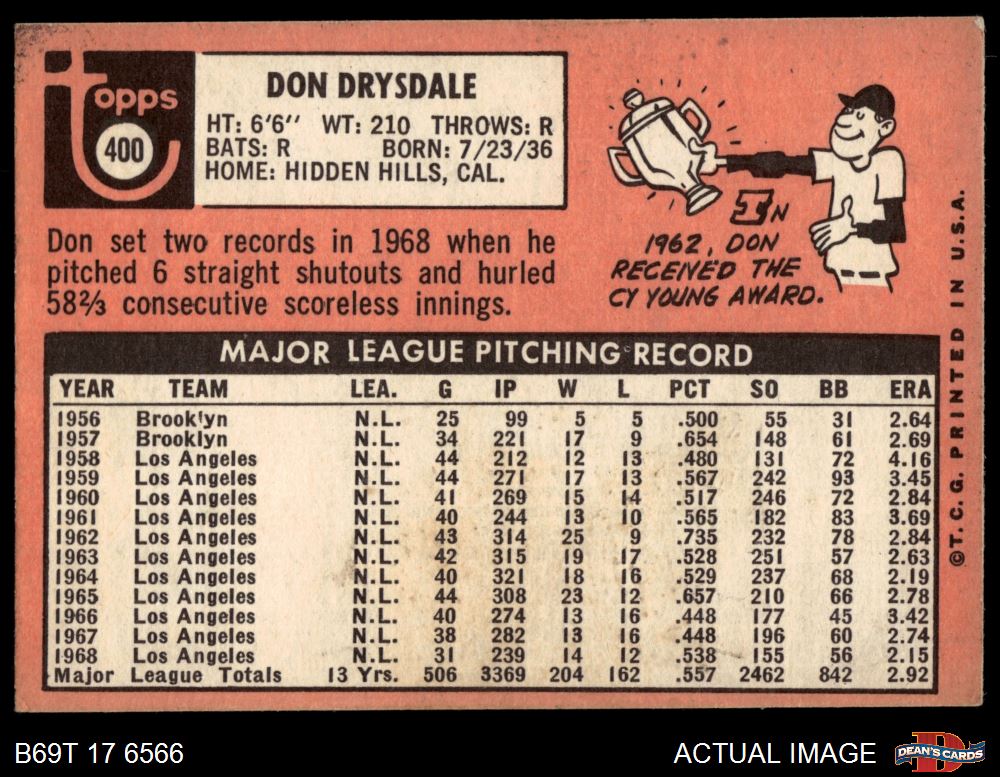 topps
400
DON DRYSDALE
HT: 6'6" WT: 210 THROWS: R
BATS: R BORN: 7/23/36
HOME: HIDDEN HILLS, CAL.
Don set two records in 1968 when he
pitched 6 straight shutouts and hurled
58⅔ consecutive scoreless innings.
IN
1962, DON
RECEIVED THE
CY YOUNG AWARD.
MAJOR LEAGUE PITCHING RECORD
YEAR TEAM LEA. G IP W L PCT SO BB ERA
1956 Brooklyn N.L. 25 99 5 5 .500 55 31 2.64
1957 Brooklyn N.L. 34 221 17 9 .654 148 61 2.69
1958 Los Angeles N.L. 44 212 12 13 .480 131 72 4.16
1959 Los Angeles N.L. 44 271 17 13 .567 242 93 3.45
1960 Los Angeles N.L. 41 269 15 14 .517 246 72 2.84
1961 Los Angeles N.L. 40 244 13 10 .565 182 83 3.69
1962 Los Angeles N.L. 43 314 25 9 .735 232 78 2.84
1963 Los Angeles N.L. 42 315 19 17 .528 251 57 2.63
1964 Los Angeles N.L. 40 321 18 16 .529 237 68 2.19
1965 Los Angeles N.L. 44 308 23 12 .657 210 66 2.78
1966 Los Angeles N.L. 40 274 13 16 .448 177 45 3.42
1967 Los Angeles N.L. 38 282 13 16 .448 196 60 2.74
1968 Los Angeles N.L. 31 239 14 12 .538 155 56 2.15
Major League Totals 13 Yrs. 506 3369 204 162 .557 2462 842 2.92
©T.C.G. PRINTED IN U.S.A.
B69T 17 6566
ACTUAL IMAGE
DEAN'S CARDS